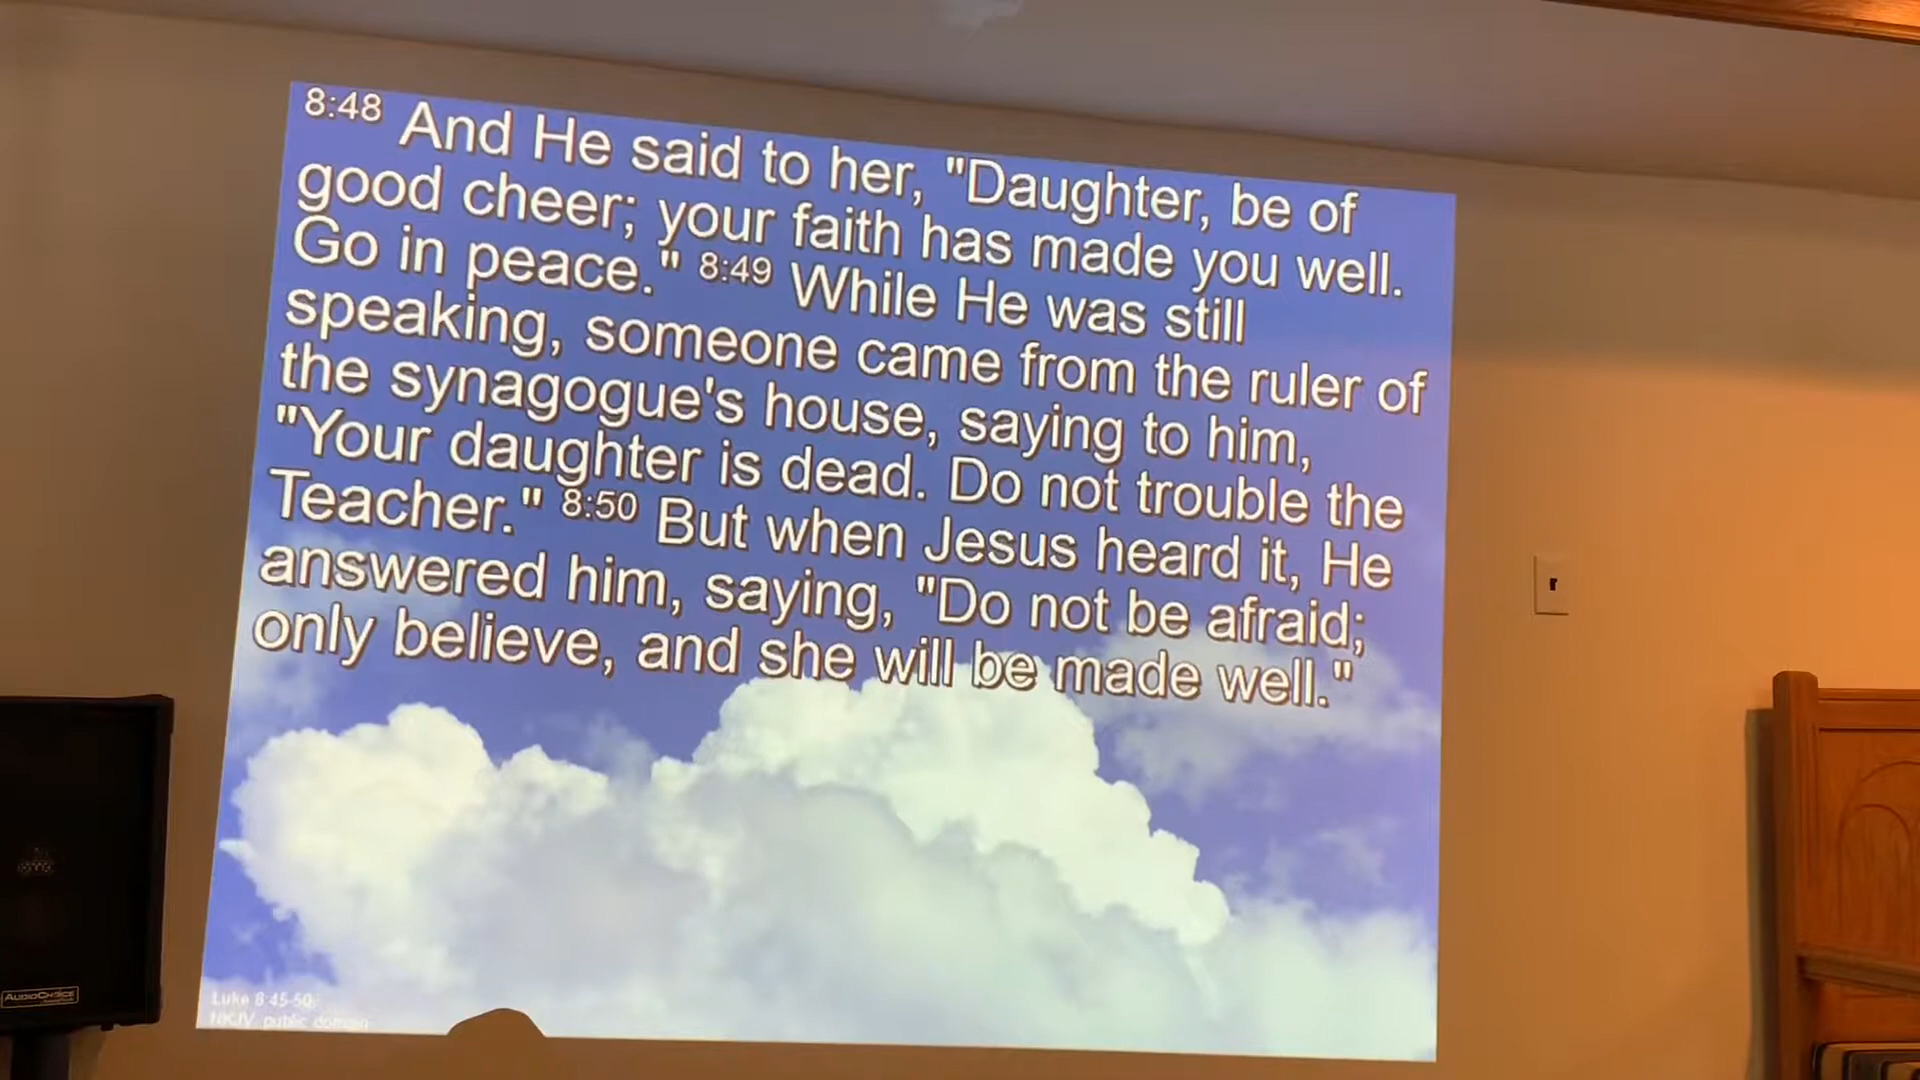 8:48 And He said to her, "Daughter, be of
good cheer; your faith has made you well.
Go in peace." 8:49 While He was still
speaking, someone came from the ruler of
the synagogue's house, saying to him,
"Your daughter is dead. Do not trouble the
Teacher." 8:50 But when Jesus heard it, He
answered him, saying, "Do not be afraid;
only believe, and she will be made well."
Luke 8:45-50;
NKJV, public domain
AUDIOCHOICE